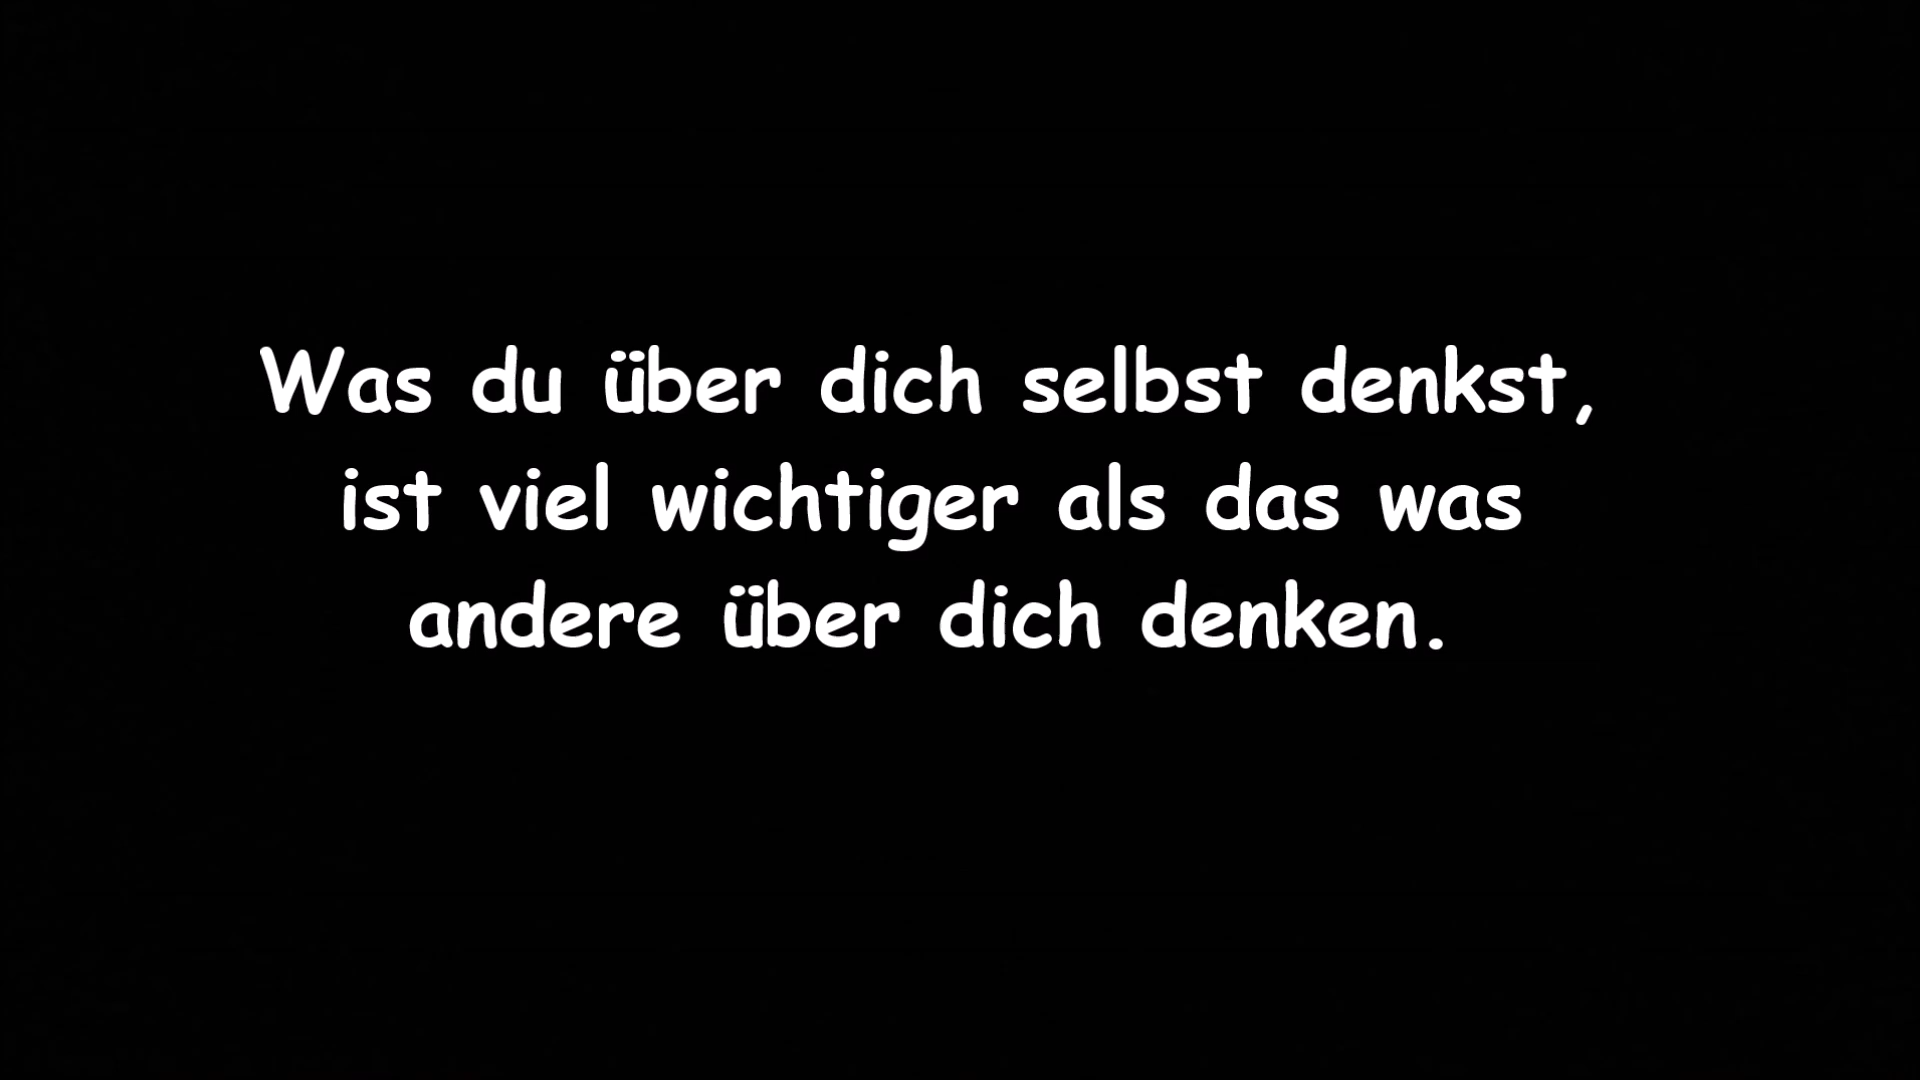 Was du über dich selbst denkst,
ist viel wichtiger als das was
andere über dich denken.